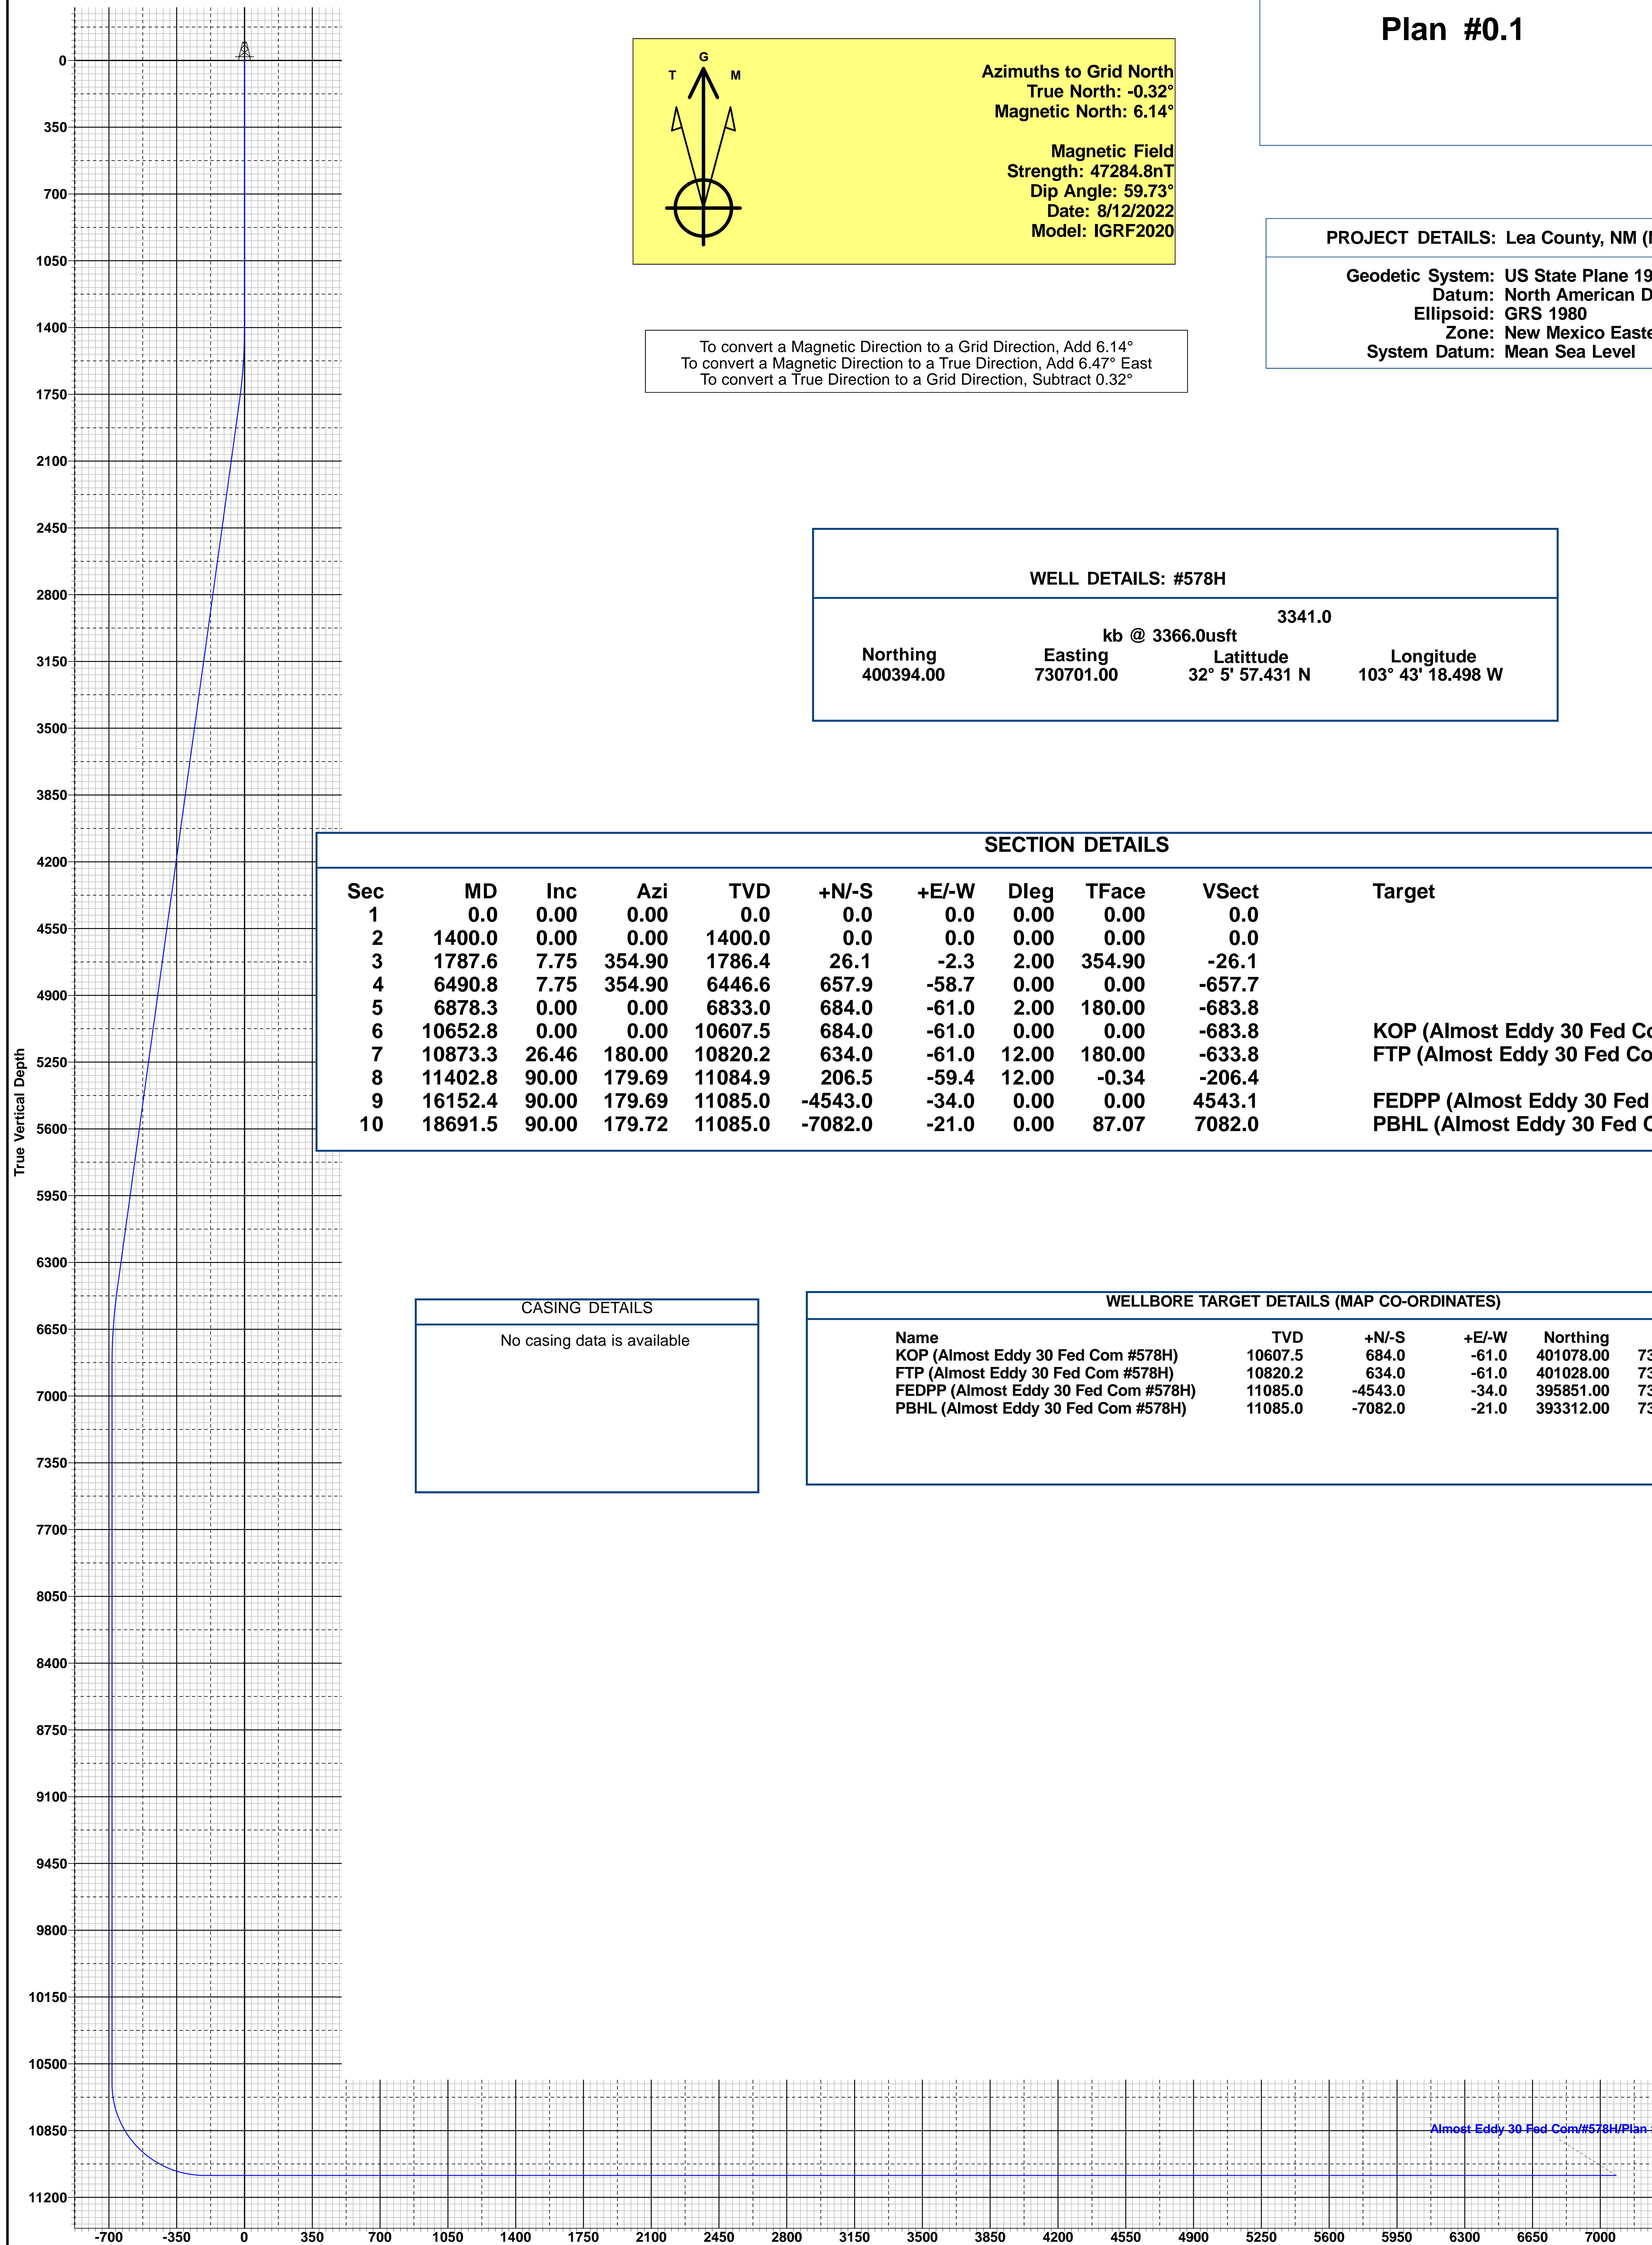 Plan #0.1
G
T M
Azimuths to Grid North
True North: -0.32°
Magnetic North: 6.14°
Magnetic Field
Strength: 47284.8nT
Dip Angle: 59.73°
Date: 8/12/2022
Model: IGRF2020
To convert a Magnetic Direction to a Grid Direction, Add 6.14°
To convert a Magnetic Direction to a True Direction, Add 6.47° East
To convert a True Direction to a Grid Direction, Subtract 0.32°
PROJECT DETAILS: Lea County, NM (
Geodetic System: US State Plane 19
Datum: North American D
Ellipsoid: GRS 1980
Zone: New Mexico Easte
System Datum: Mean Sea Level
WELL DETAILS: #578H
3341.0
kb @ 3366.0usft
Northing Easting Latittude Longitude
400394.00 730701.00 32° 5' 57.431 N 103° 43' 18.498 W
SECTION DETAILS
Sec MD Inc Azi TVD +N/-S +E/-W Dleg TFace VSect Target
1 0.0 0.00 0.00 0.0 0.0 0.0 0.00 0.00 0.0
2 1400.0 0.00 0.00 1400.0 0.0 0.0 0.00 0.00 0.0
3 1787.6 7.75 354.90 1786.4 26.1 -2.3 2.00 354.90 -26.1
4 6490.8 7.75 354.90 6446.6 657.9 -58.7 0.00 0.00 -657.7
5 6878.3 0.00 0.00 6833.0 684.0 -61.0 2.00 180.00 -683.8
6 10652.8 0.00 0.00 10607.5 684.0 -61.0 0.00 0.00 -683.8 KOP (Almost Eddy 30 Fed Co
7 10873.3 26.46 180.00 10820.2 634.0 -61.0 12.00 180.00 -633.8 FTP (Almost Eddy 30 Fed Co
8 11402.8 90.00 179.69 11084.9 206.5 -59.4 12.00 -0.34 -206.4
9 16152.4 90.00 179.69 11085.0 -4543.0 -34.0 0.00 0.00 4543.1 FEDPP (Almost Eddy 30 Fed
10 18691.5 90.00 179.72 11085.0 -7082.0 -21.0 0.00 87.07 7082.0 PBHL (Almost Eddy 30 Fed C
CASING DETAILS
No casing data is available
WELLBORE TARGET DETAILS (MAP CO-ORDINATES)
Name TVD +N/-S +E/-W Northing
KOP (Almost Eddy 30 Fed Com #578H) 10607.5 684.0 -61.0 401078.00 73
FTP (Almost Eddy 30 Fed Com #578H) 10820.2 634.0 -61.0 401028.00 73
FEDPP (Almost Eddy 30 Fed Com #578H) 11085.0 -4543.0 -34.0 395851.00 73
PBHL (Almost Eddy 30 Fed Com #578H) 11085.0 -7082.0 -21.0 393312.00 73
True Vertical Depth
0
350
700
1050
1400
1750
2100
2450
2800
3150
3500
3850
4200
4550
4900
5250
5600
5950
6300
6650
7000
7350
7700
8050
8400
8750
9100
9450
9800
10150
10500
10850
11200
Almost Eddy 30 Fed Com/#578H/Plan
-700 -350 0 350 700 1050 1400 1750 2100 2450 2800 3150 3500 3850 4200 4550 4900 5250 5600 5950 6300 6650 7000